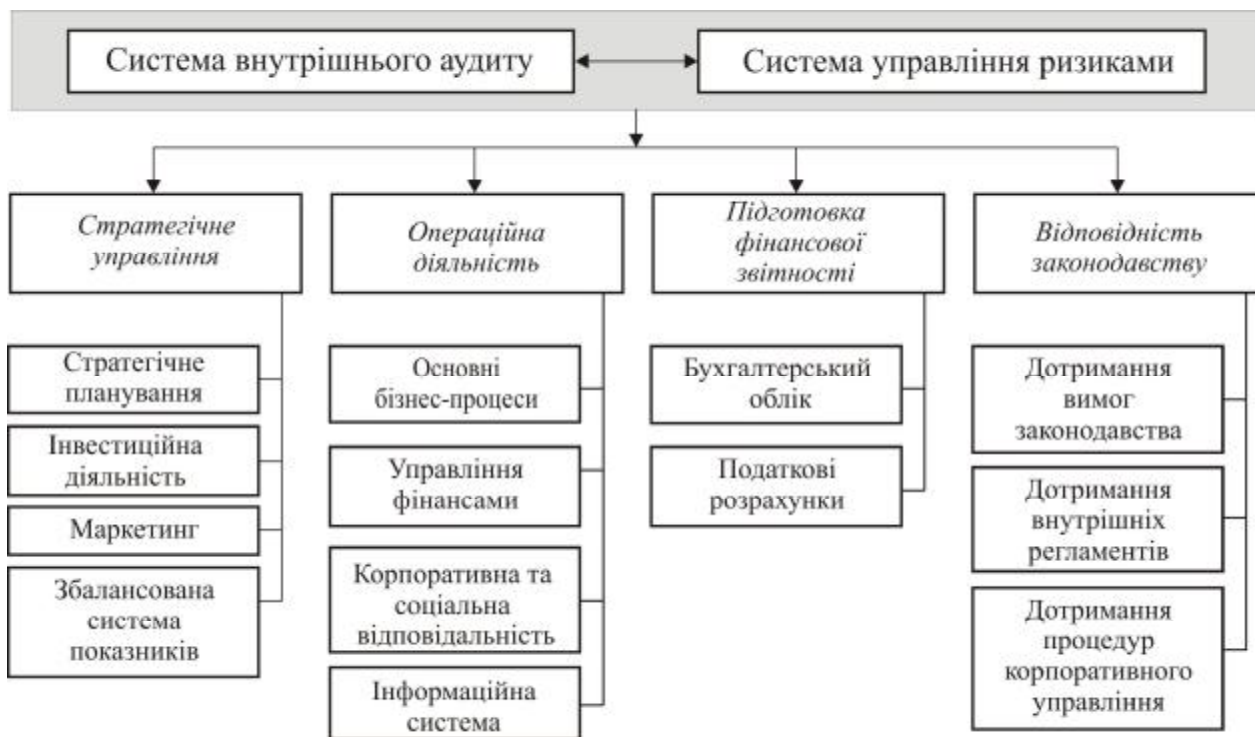 Система внутрішнього аудиту
Система управління ризиками
Стратегічне
управління
Стратегічне
планування
Інвестиційна
діяльність
Маркетинг
Збалансована
система
показників
Операційна
діяльність
Основні
бізнес-процеси
Управління
фінансами
Корпоративна та
соціальна
відповідальність
Інформаційна
система
Підготовка
фінансової
звітності
Бухгалтерський
облік
Податкові
розрахунки
Відповідність
законодавству
Дотримання
вимог
законодавства
Дотримання
внутрішніх
регламентів
Дотримання
процедур
корпоративного
управління